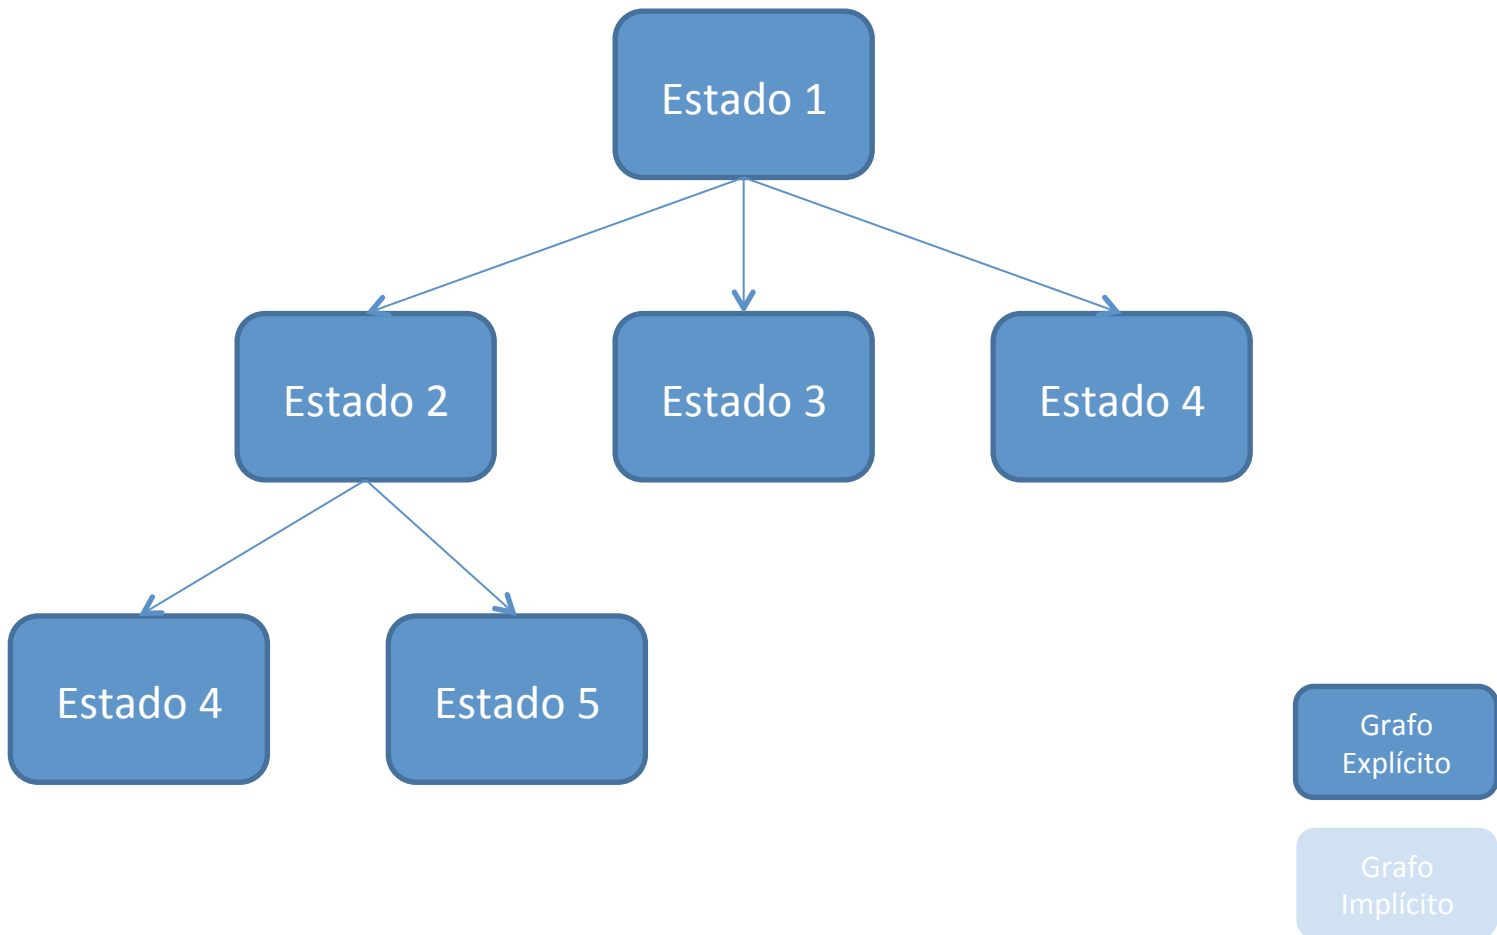 Estado 1
Estado 2
Estado 3
Estado 4
Estado 4
Estado 5
Grafo
Explícito
Grafo
Implícito